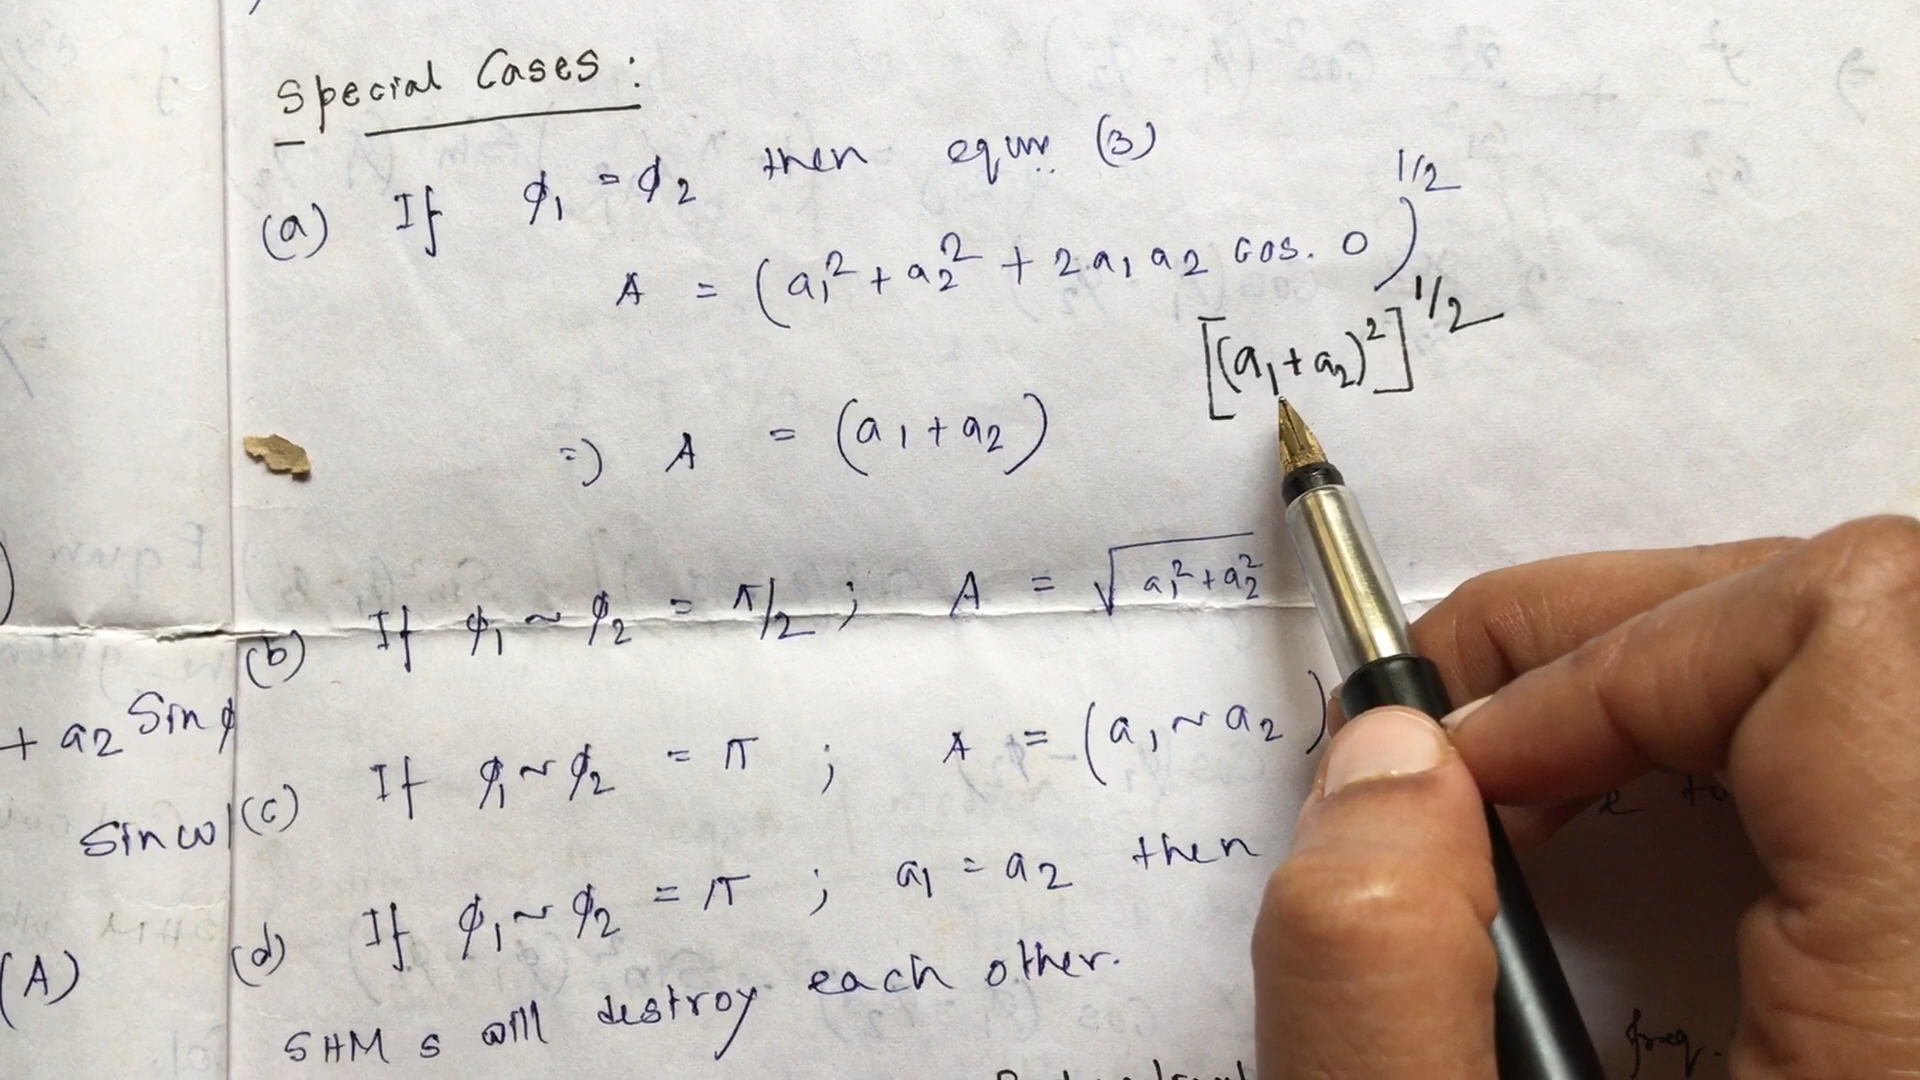 Special Cases :
(a) If ϕ₁ = ϕ₂ then equn. (3)
A = (a₁² + a₂² + 2a₁a₂ cos. 0)^1/2
[(a₁+a₂)²]^1/2
=) A = (a₁+a₂)
(b) If ϕ₁ ~ ϕ₂ = π/2 ; A = √a₁²+a₂²
+ a₂ Sin ϕ
(c) If ϕ₁ ~ ϕ₂ = π ; A = (a₁ ~ a₂)
Sin ω
(d) If ϕ₁ ~ ϕ₂ = π ; a₁ = a₂ then
(A)
SHM s will destroy each other.
freq.